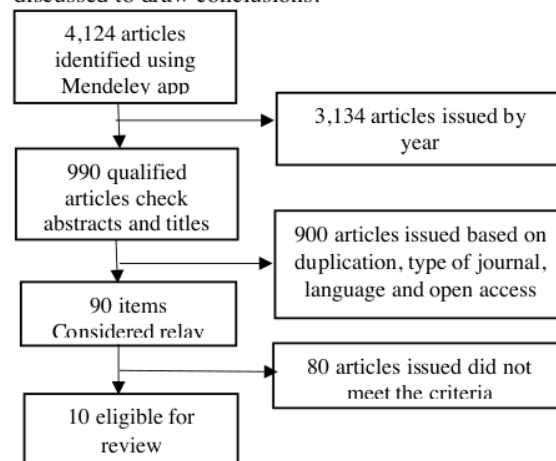 discussed to draw conclusions.
4,124 articles
identified using
Mendeley app
3,134 articles issued by
year
990 qualified
articles check
abstracts and titles
900 articles issued based on
duplication, type of journal,
language and open access
90 items
Considered relay
80 articles issued did not
meet the criteria
10 eligible for
review